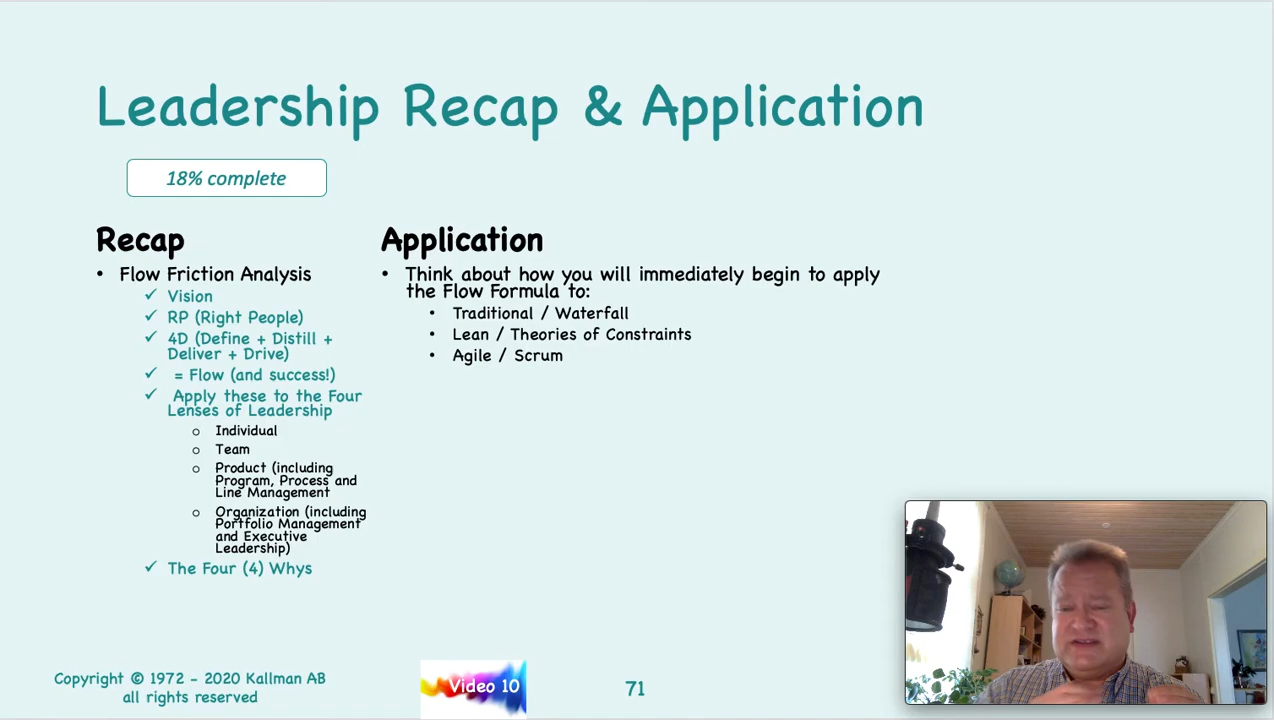 Leadership Recap & Application
18% complete
Recap
• Flow Friction Analysis
✓ Vision
✓ RP (Right People)
✓ 4D (Define + Distill +
Deliver + Drive)
✓ = Flow (and success!)
✓ Apply these to the Four
Lenses of Leadership
o Individual
o Team
o Product (including
Program, Process and
Line Management
o Organization (including
Portfolio Management
and Executive
Leadership)
✓ The Four (4) Whys
Application
• Think about how you will immediately begin to apply
the Flow Formula to:
• Traditional / Waterfall
• Lean / Theories of Constraints
• Agile / Scrum
Copyright © 1972 - 2020 Kallman AB
all rights reserved
Video 10
71